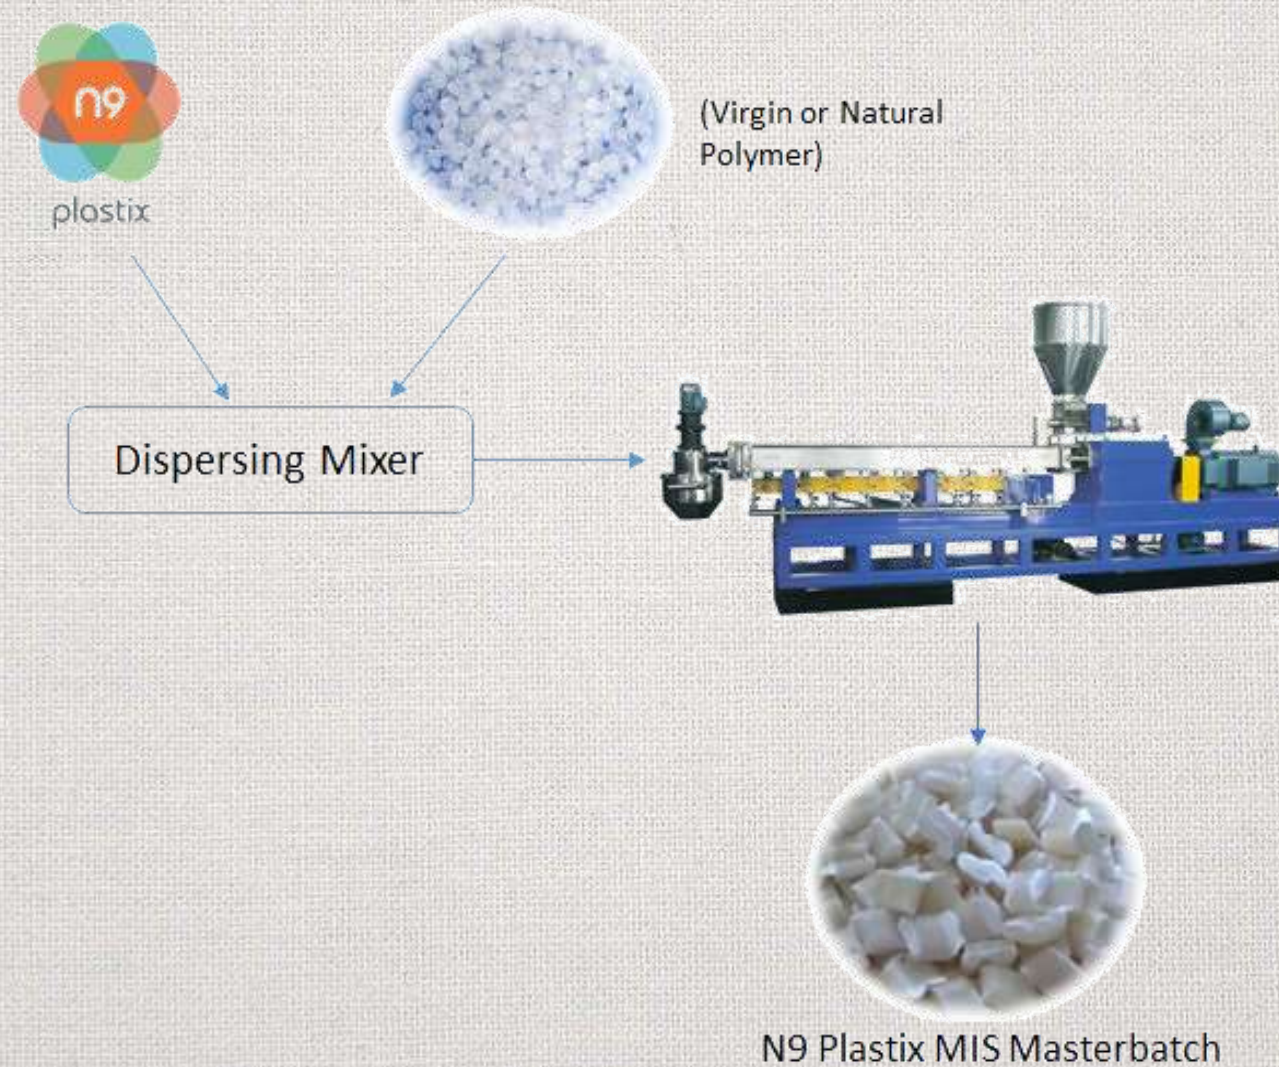 n9
plastix
(Virgin or Natural
Polymer)
Dispersing Mixer
N9 Plastix MIS Masterbatch